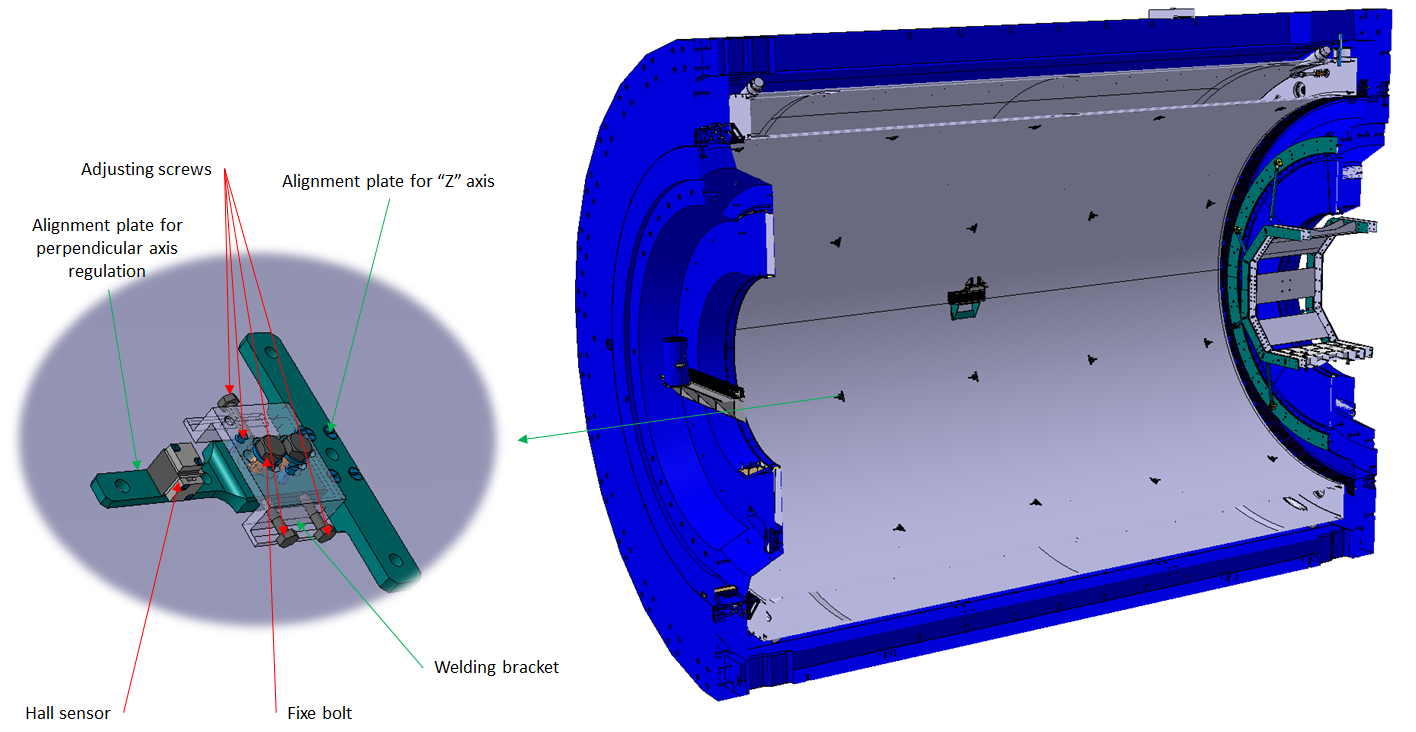 Adjusting screws
Alignment plate for “Z” axis
Alignment plate for
perpendicular axis
regulation
Welding bracket
Hall sensor
Fixe bolt